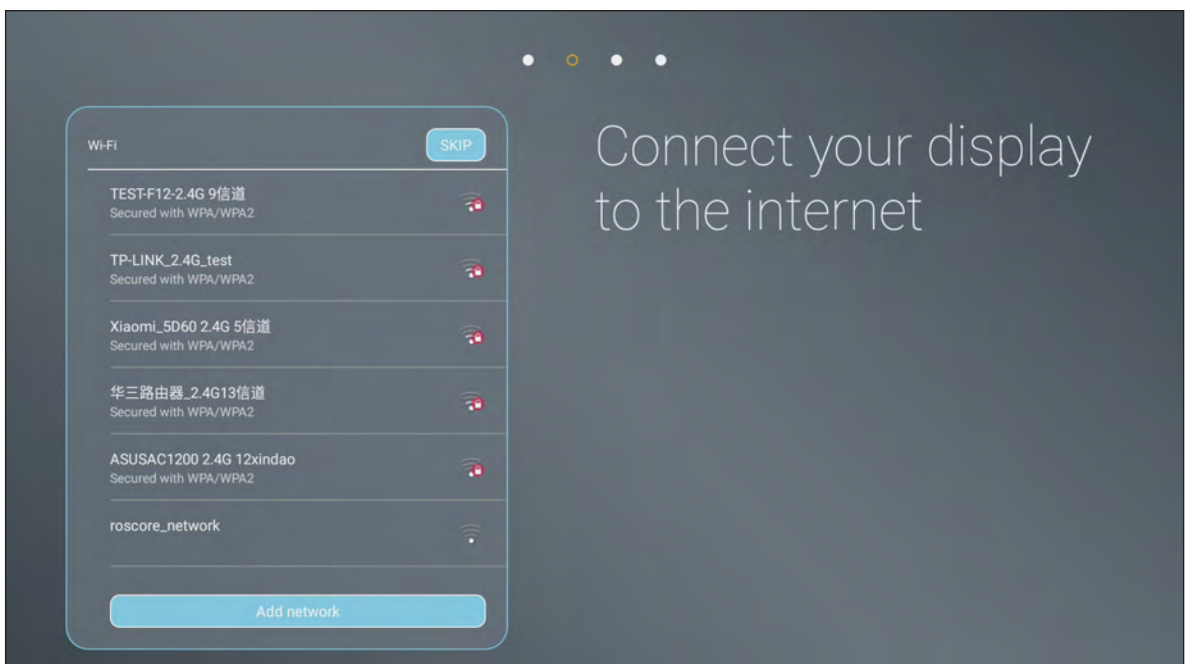 Wi-Fi
SKIP
TEST-F12-2.4G 9信道
Secured with WPA/WPA2
TP-LINK_2.4G_test
Secured with WPA/WPA2
Xiaomi_5D60 2.4G 5信道
Secured with WPA/WPA2
华三路由器_2.4G13信道
Secured with WPA/WPA2
ASUSAC1200 2.4G 12xindao
Secured with WPA/WPA2
roscore_network
Add network
Connect your display
to the internet